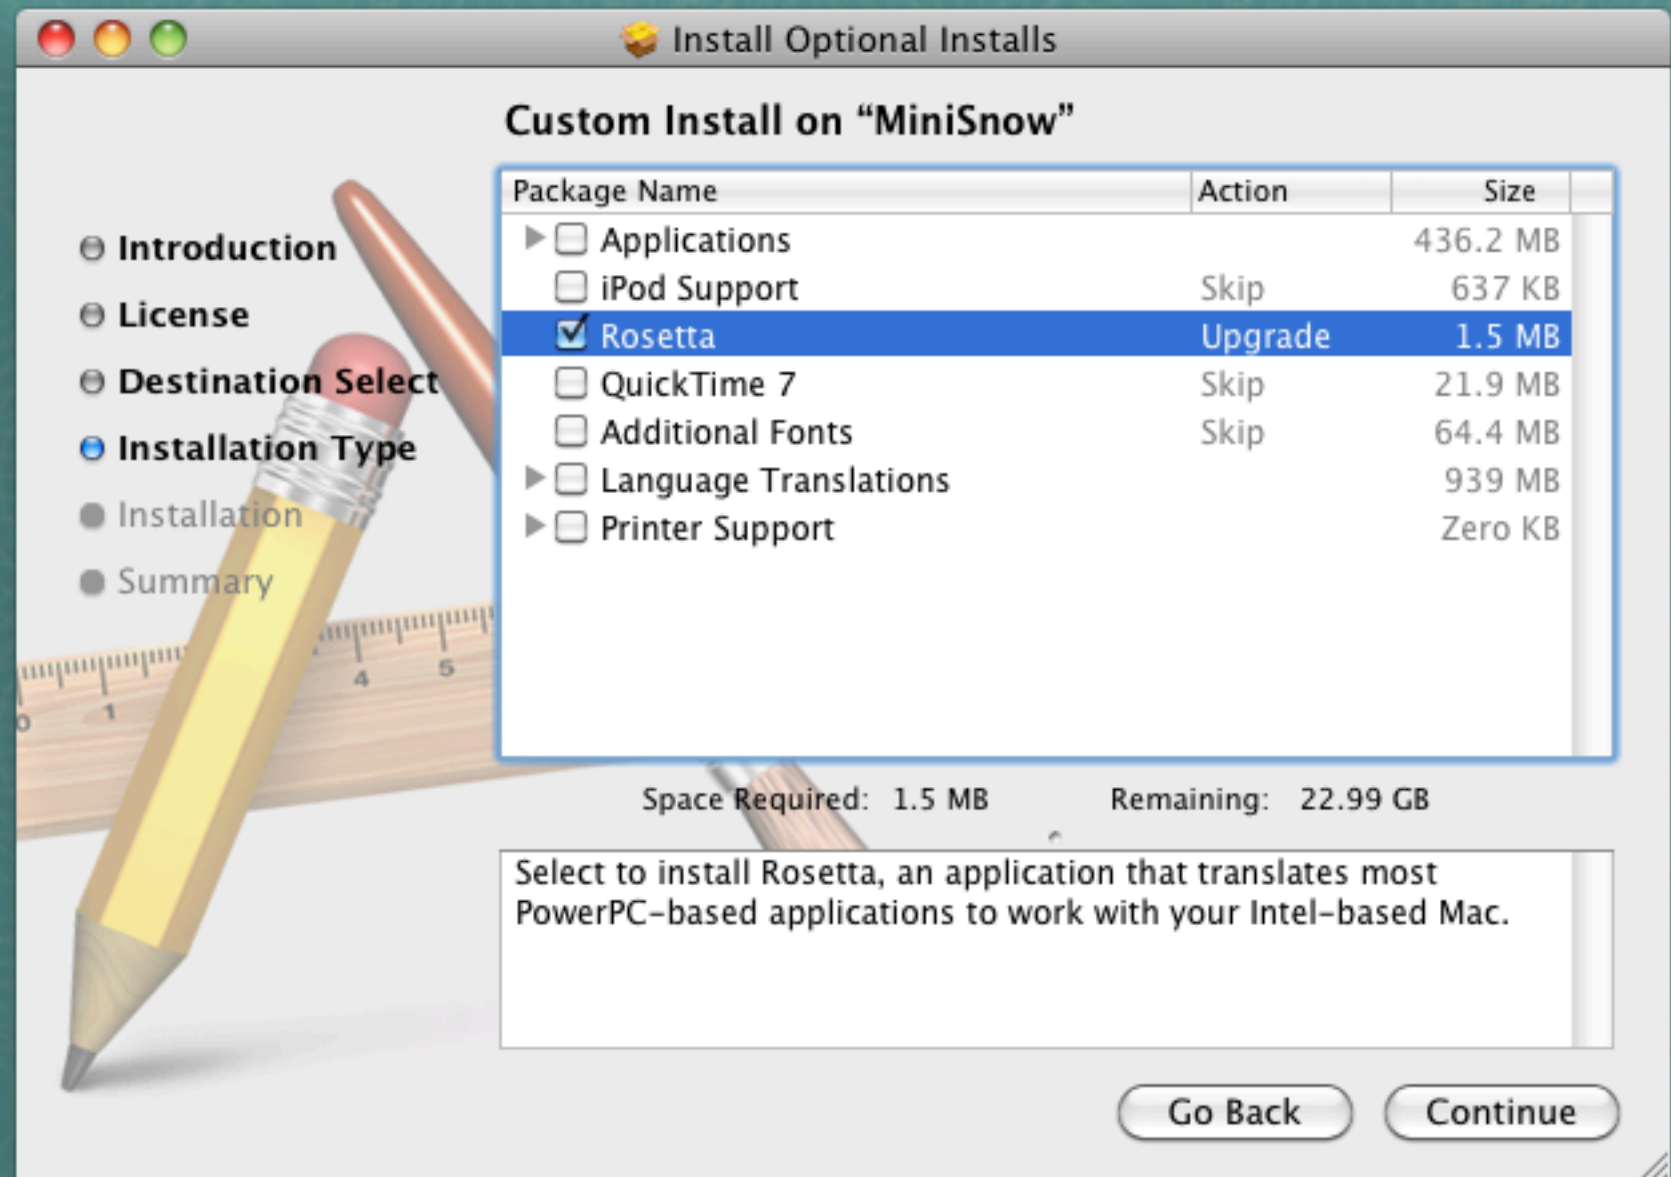 Install Optional Installs
Custom Install on “MiniSnow”
Introduction
License
Destination Select
Installation Type
Installation
Summary
Package Name Action Size
Applications 436.2 MB
iPod Support Skip 637 KB
Rosetta Upgrade 1.5 MB
QuickTime 7 Skip 21.9 MB
Additional Fonts Skip 64.4 MB
Language Translations 939 MB
Printer Support Zero KB
0 1 4 5
Space Required: 1.5 MB Remaining: 22.99 GB
Select to install Rosetta, an application that translates most
PowerPC-based applications to work with your Intel-based Mac.
Go Back Continue